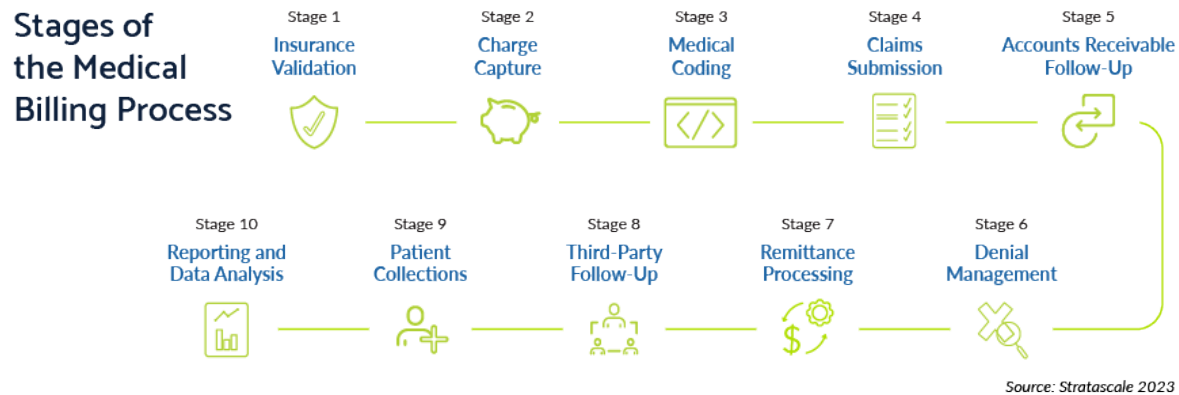 Stages of
the Medical
Billing Process
Stage 1
Insurance
Validation
Stage 2
Charge
Capture
Stage 3
Medical
Coding
Stage 4
Claims
Submission
Stage 5
Accounts Receivable
Follow-Up
Stage 6
Denial
Management
Stage 7
Remittance
Processing
Stage 8
Third-Party
Follow-Up
Stage 9
Patient
Collections
Stage 10
Reporting and
Data Analysis
Source: Stratascale 2023